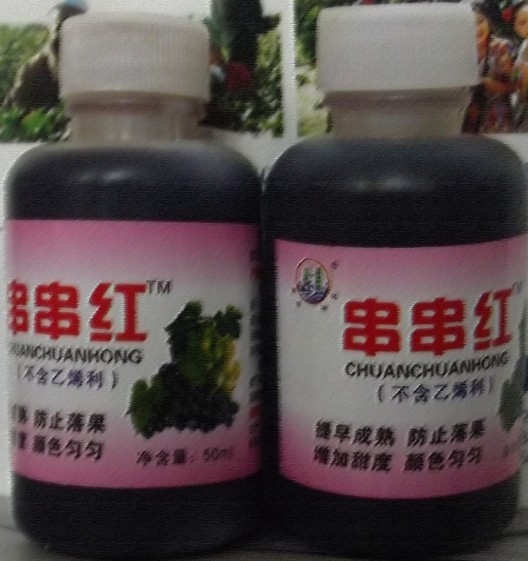 串串红™
CHUANCHUANHONG
（不含乙烯利）
防止落果
颜色匀匀
净含量：50ml
串串红™
CHUANCHUANHONG
（不含乙烯利）
提早成熟 防止落果
增加甜度 颜色匀匀